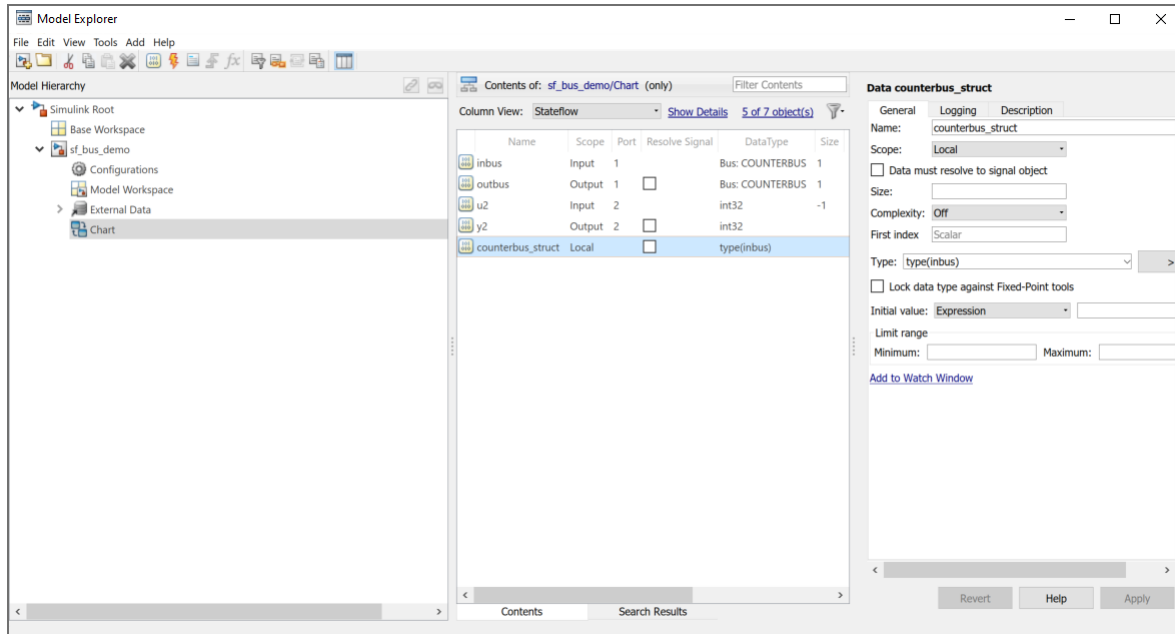 Model Explorer
File Edit View Tools Add Help
Model Hierarchy
Simulink Root
Base Workspace
sf_bus_demo
Configurations
Model Workspace
External Data
Chart
Contents of: sf_bus_demo/Chart (only) Filter Contents
Column View: Stateflow Show Details 5 of 7 object(s)
Name Scope Port Resolve Signal DataType Size
inbus Input 1 Bus: COUNTERBUS 1
outbus Output 1 Bus: COUNTERBUS 1
u2 Input 2 int32 -1
y2 Output 2 int32
counterbus_struct Local type(inbus)
Contents Search Results
Data counterbus_struct
General Logging Description
Name: counterbus_struct
Scope: Local
Data must resolve to signal object
Size:
Complexity: Off
First index Scalar
Type: type(inbus) >
Lock data type against Fixed-Point tools
Initial value: Expression
Limit range
Minimum: Maximum:
Add to Watch Window
Revert Help Apply